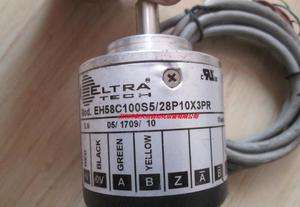 ELTRA
TECH
Mod. EH58C100S5/28P10X3PR
05/ 1709/ 10
BLACK
GREEN
YELLOW
0V
A
B
Z
A
B